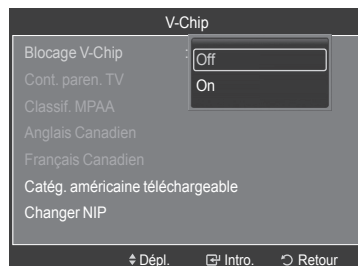 V-Chip
Blocage V-Chip : Off
On
Cont. paren. TV
Classif. MPAA
Anglais Canadien
Français Canadien
Catég. américaine téléchargeable
Changer NIP
Dépl. Intro. Retour